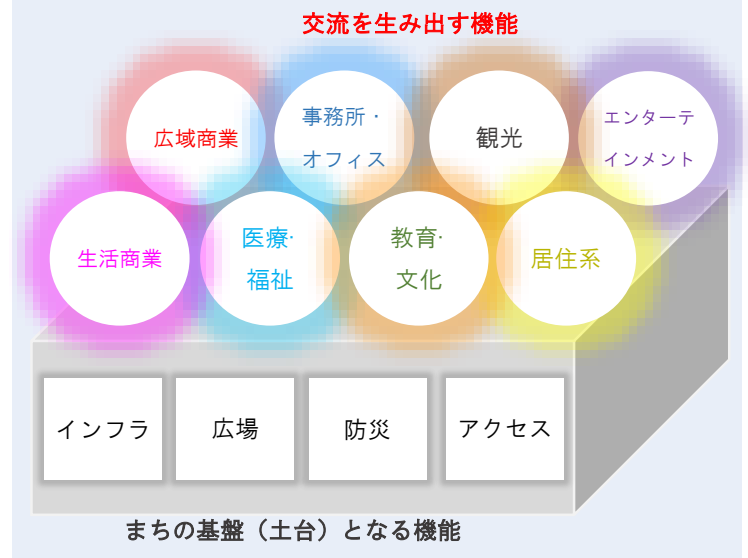 交流を生み出す機能
広域商業
事務所・
オフィス
観光
エンターテ
インメント
生活商業
医療·
福祉
教育·
文化
居住系
インフラ
広場
防災
アクセス
まちの基盤（土台）となる機能